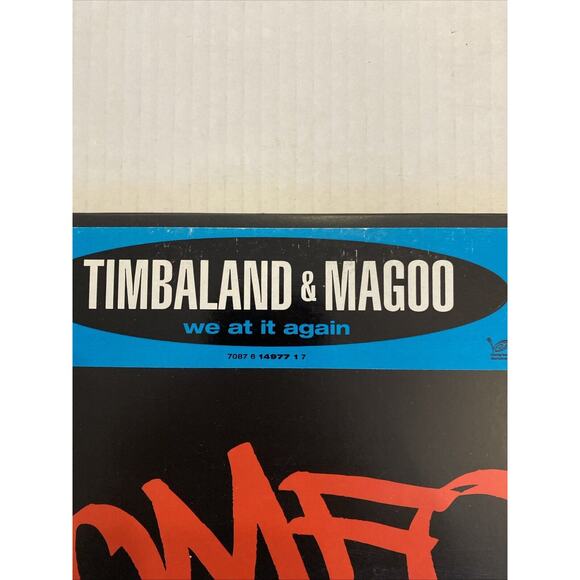 TIMBALAND & MAGOO
we at it again
7087 6 14977 1 7